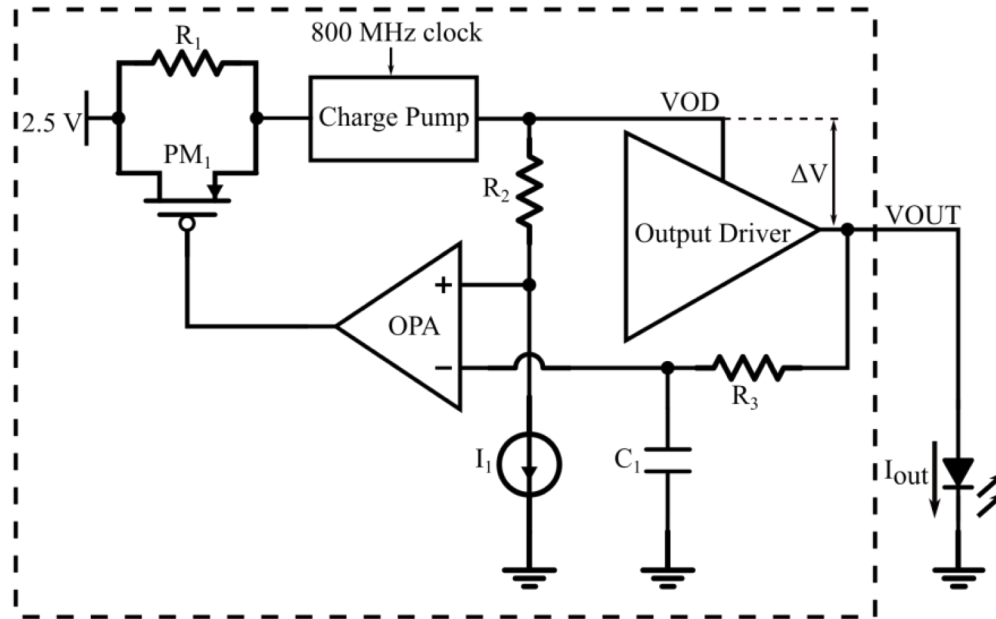 R1
800 MHz clock
2.5 V
Charge Pump
VOD
PM1
R2
ΔV
VOUT
Output Driver
+
OPA
−
R3
I1
C1
Iout